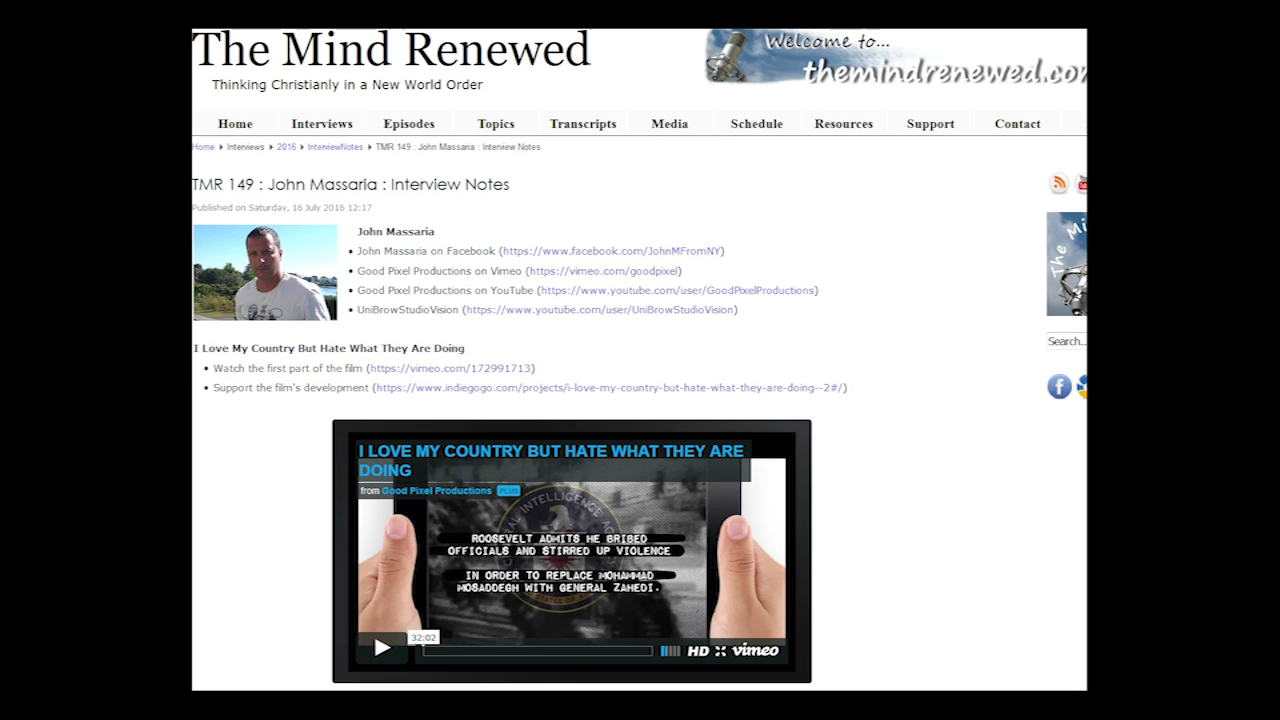 The Mind Renewed
Thinking Christianly in a New World Order
Welcome to...
themindrenewed.com
Home Interviews Episodes Topics Transcripts Media Schedule Resources Support Contact
Home Interviews 2016 InterviewNotes TMR 149 : John Massaria : Interview Notes
TMR 149 : John Massaria : Interview Notes
Published on Saturday, 16 July 2016 12:17
John Massaria
• John Massaria on Facebook (https://www.facebook.com/JohnMFromNY)
• Good Pixel Productions on Vimeo (https://vimeo.com/goodpixel)
• Good Pixel Productions on YouTube (https://www.youtube.com/user/GoodPixelProductions)
• UniBrowStudioVision (https://www.youtube.com/user/UniBrowStudioVision)
The Mi
Search...
I Love My Country But Hate What They Are Doing
• Watch the first part of the film (https://vimeo.com/172991713)
• Support the film's development (https://www.indiegogo.com/projects/i-love-my-country-but-hate-what-they-are-doing--2#/)
I LOVE MY COUNTRY BUT HATE WHAT THEY ARE
DOING
from Good Pixel Productions PLUS
ROOSEVELT ADMITS HE BRIBED
OFFICIALS AND STIRRED UP VIOLENCE
IN ORDER TO REPLACE MOHAMMAD
MOSADDEGH WITH GENERAL ZAHEDI.
32:02
HD vimeo